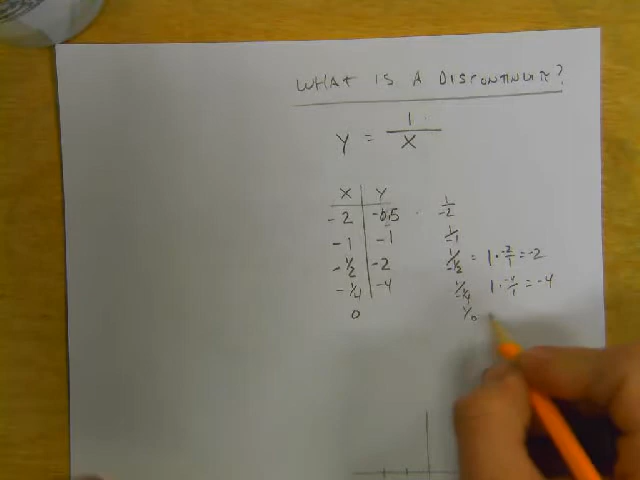 WHAT IS A DISCONTINUITY?
Y = 1/X
X Y
-2 -0.5 1/-2
-1 -1 1/-1
-1/2 -2 1/-1/2 = 1 · -2/1 = -2
-1/4 -4 1/-1/4 1 · -4/1 = -4
0 1/0